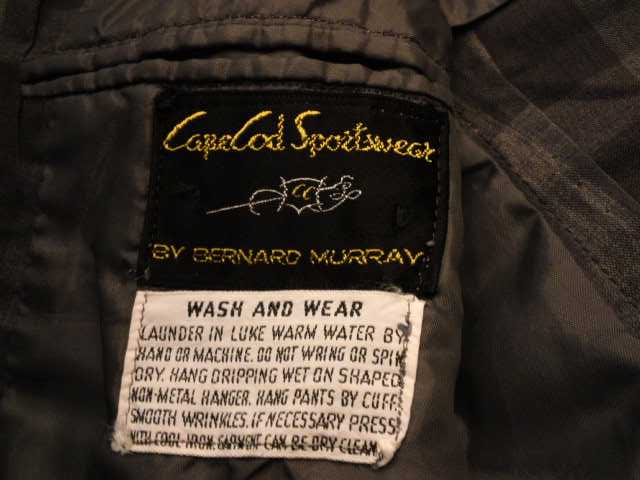 CapeCod Sportswear
CC
BY BERNARD MURRAY
WASH AND WEAR
LAUNDER IN LUKE WARM WATER BY
HAND OR MACHINE. DO NOT WRING OR SPIN
DRY. HANG DRIPPING WET ON SHAPED
NON-METAL HANGER. HANG PANTS BY CUFF.
SMOOTH WRINKLES. IF NECESSARY PRESS
WITH COOL IRON. GARMENT CAN BE DRY CLEAN